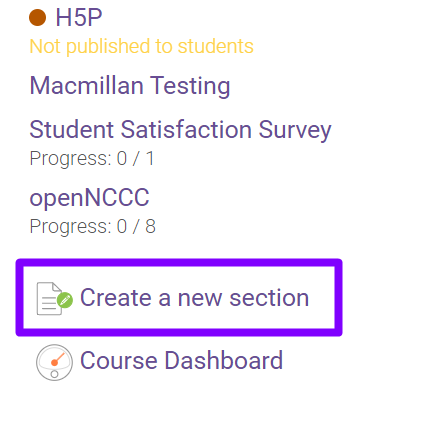 H5P
Not published to students
Macmillan Testing
Student Satisfaction Survey
Progress: 0 / 1
openNCCC
Progress: 0 / 8
Create a new section
Course Dashboard